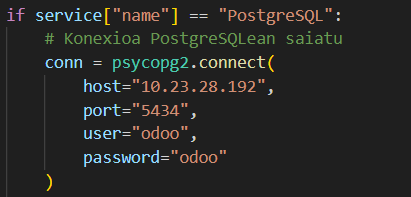 if service["name"] == "PostgreSQL":
# Konexioa PostgreSQLean saiatu
conn = psycopg2.connect(
host="10.23.28.192",
port="5434",
user="odoo",
password="odoo"
)